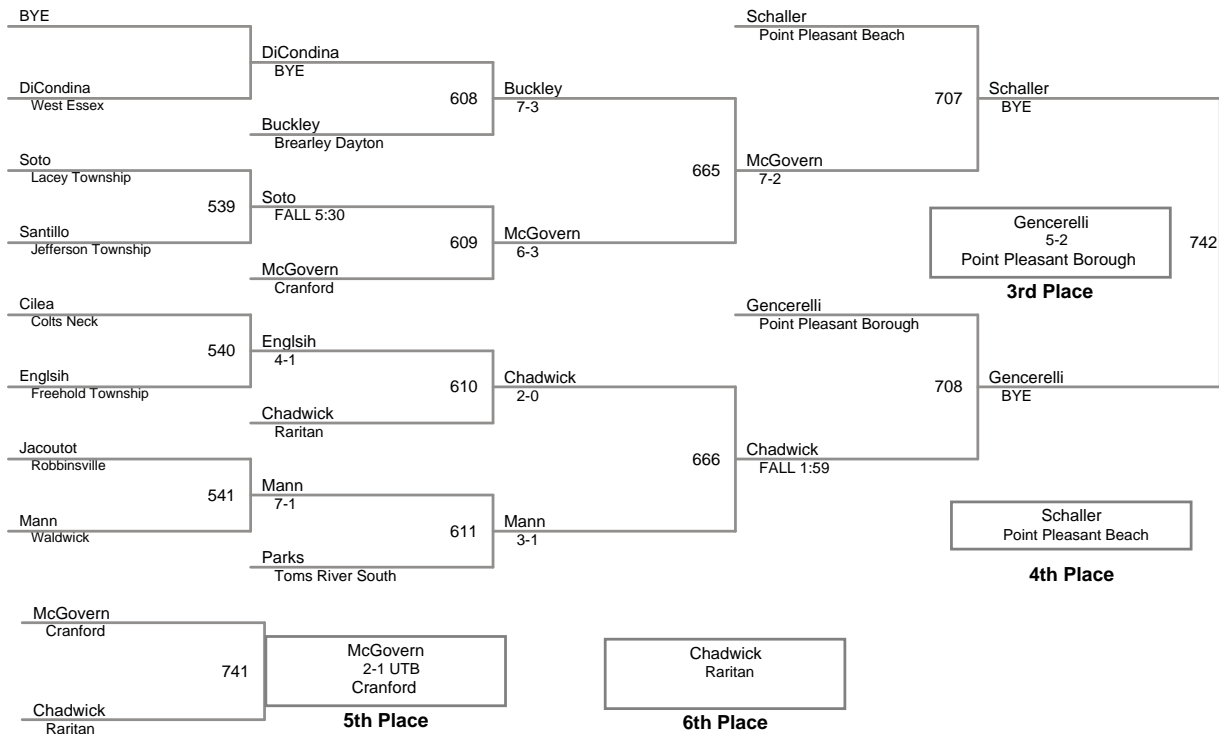 BYE
DiCondina
West Essex
Soto
Lacey Township
539
Santillo
Jefferson Township
Cilea
Colts Neck
540
Englsih
Freehold Township
Jacoutot
Robbinsville
541
Mann
Waldwick
DiCondina
BYE
608
Buckley
Brearley Dayton
Soto
FALL 5:30
609
McGovern
Cranford
Englsih
4-1
610
Chadwick
Raritan
Mann
7-1
611
Parks
Toms River South
Buckley
7-3
665
McGovern
6-3
Chadwick
2-0
666
Mann
3-1
Schaller
Point Pleasant Beach
707
McGovern
7-2
Gencerelli
Point Pleasant Borough
708
Chadwick
FALL 1:59
Schaller
BYE
742
Gencerelli
BYE
Gencerelli
5-2
Point Pleasant Borough
3rd Place
Schaller
Point Pleasant Beach
4th Place
McGovern
Cranford
741
Chadwick
Raritan
McGovern
2-1 UTB
Cranford
5th Place
Chadwick
Raritan
6th Place